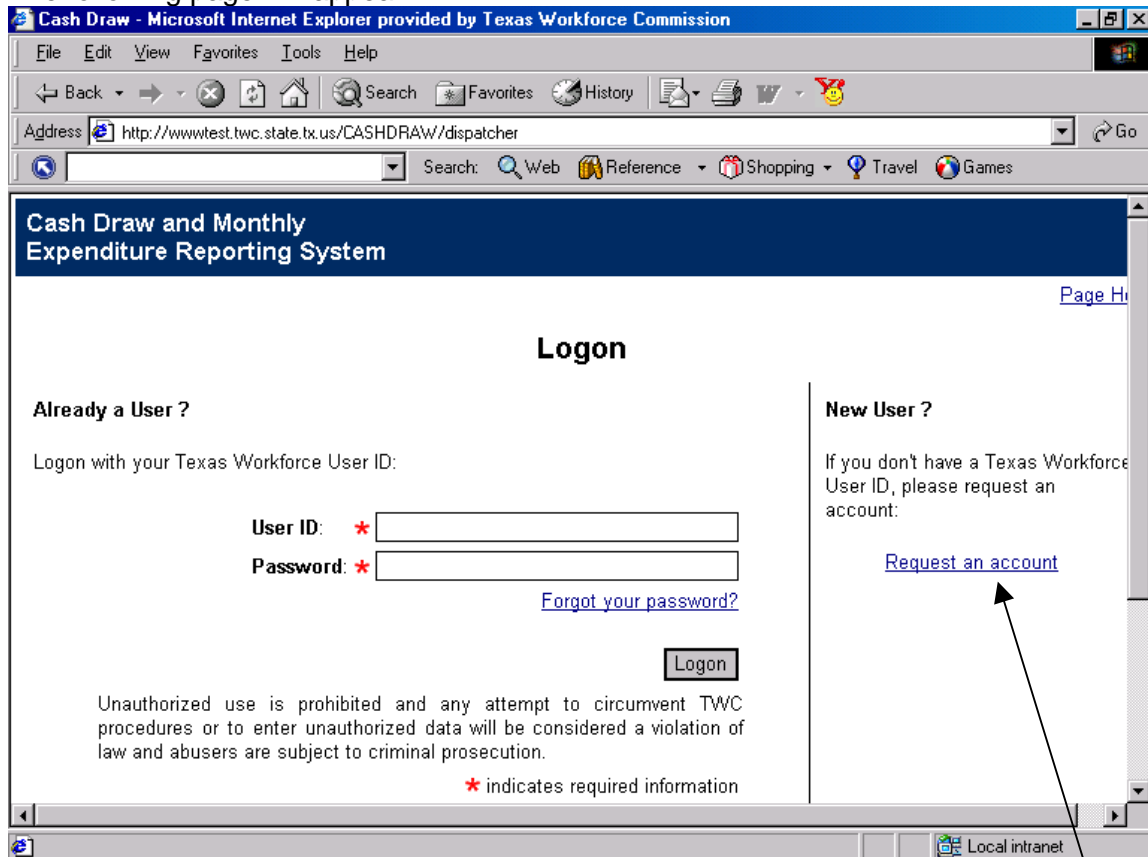 Cash Draw - Microsoft Internet Explorer provided by Texas Workforce Commission
File Edit View Favorites Tools Help
Back Search Favorites History
Address http://wwwtest.twc.state.tx.us/CASHDRAW/dispatcher Go
Search: Web Reference Shopping Travel Games
Cash Draw and Monthly
Expenditure Reporting System
Page H
Logon
Already a User ?
Logon with your Texas Workforce User ID:
User ID: *
Password: *
Forgot your password?
Logon
Unauthorized use is prohibited and any attempt to circumvent TWC
procedures or to enter unauthorized data will be considered a violation of
law and abusers are subject to criminal prosecution.
* indicates required information
New User ?
If you don't have a Texas Workforce
User ID, please request an
account:
Request an account
Local intranet